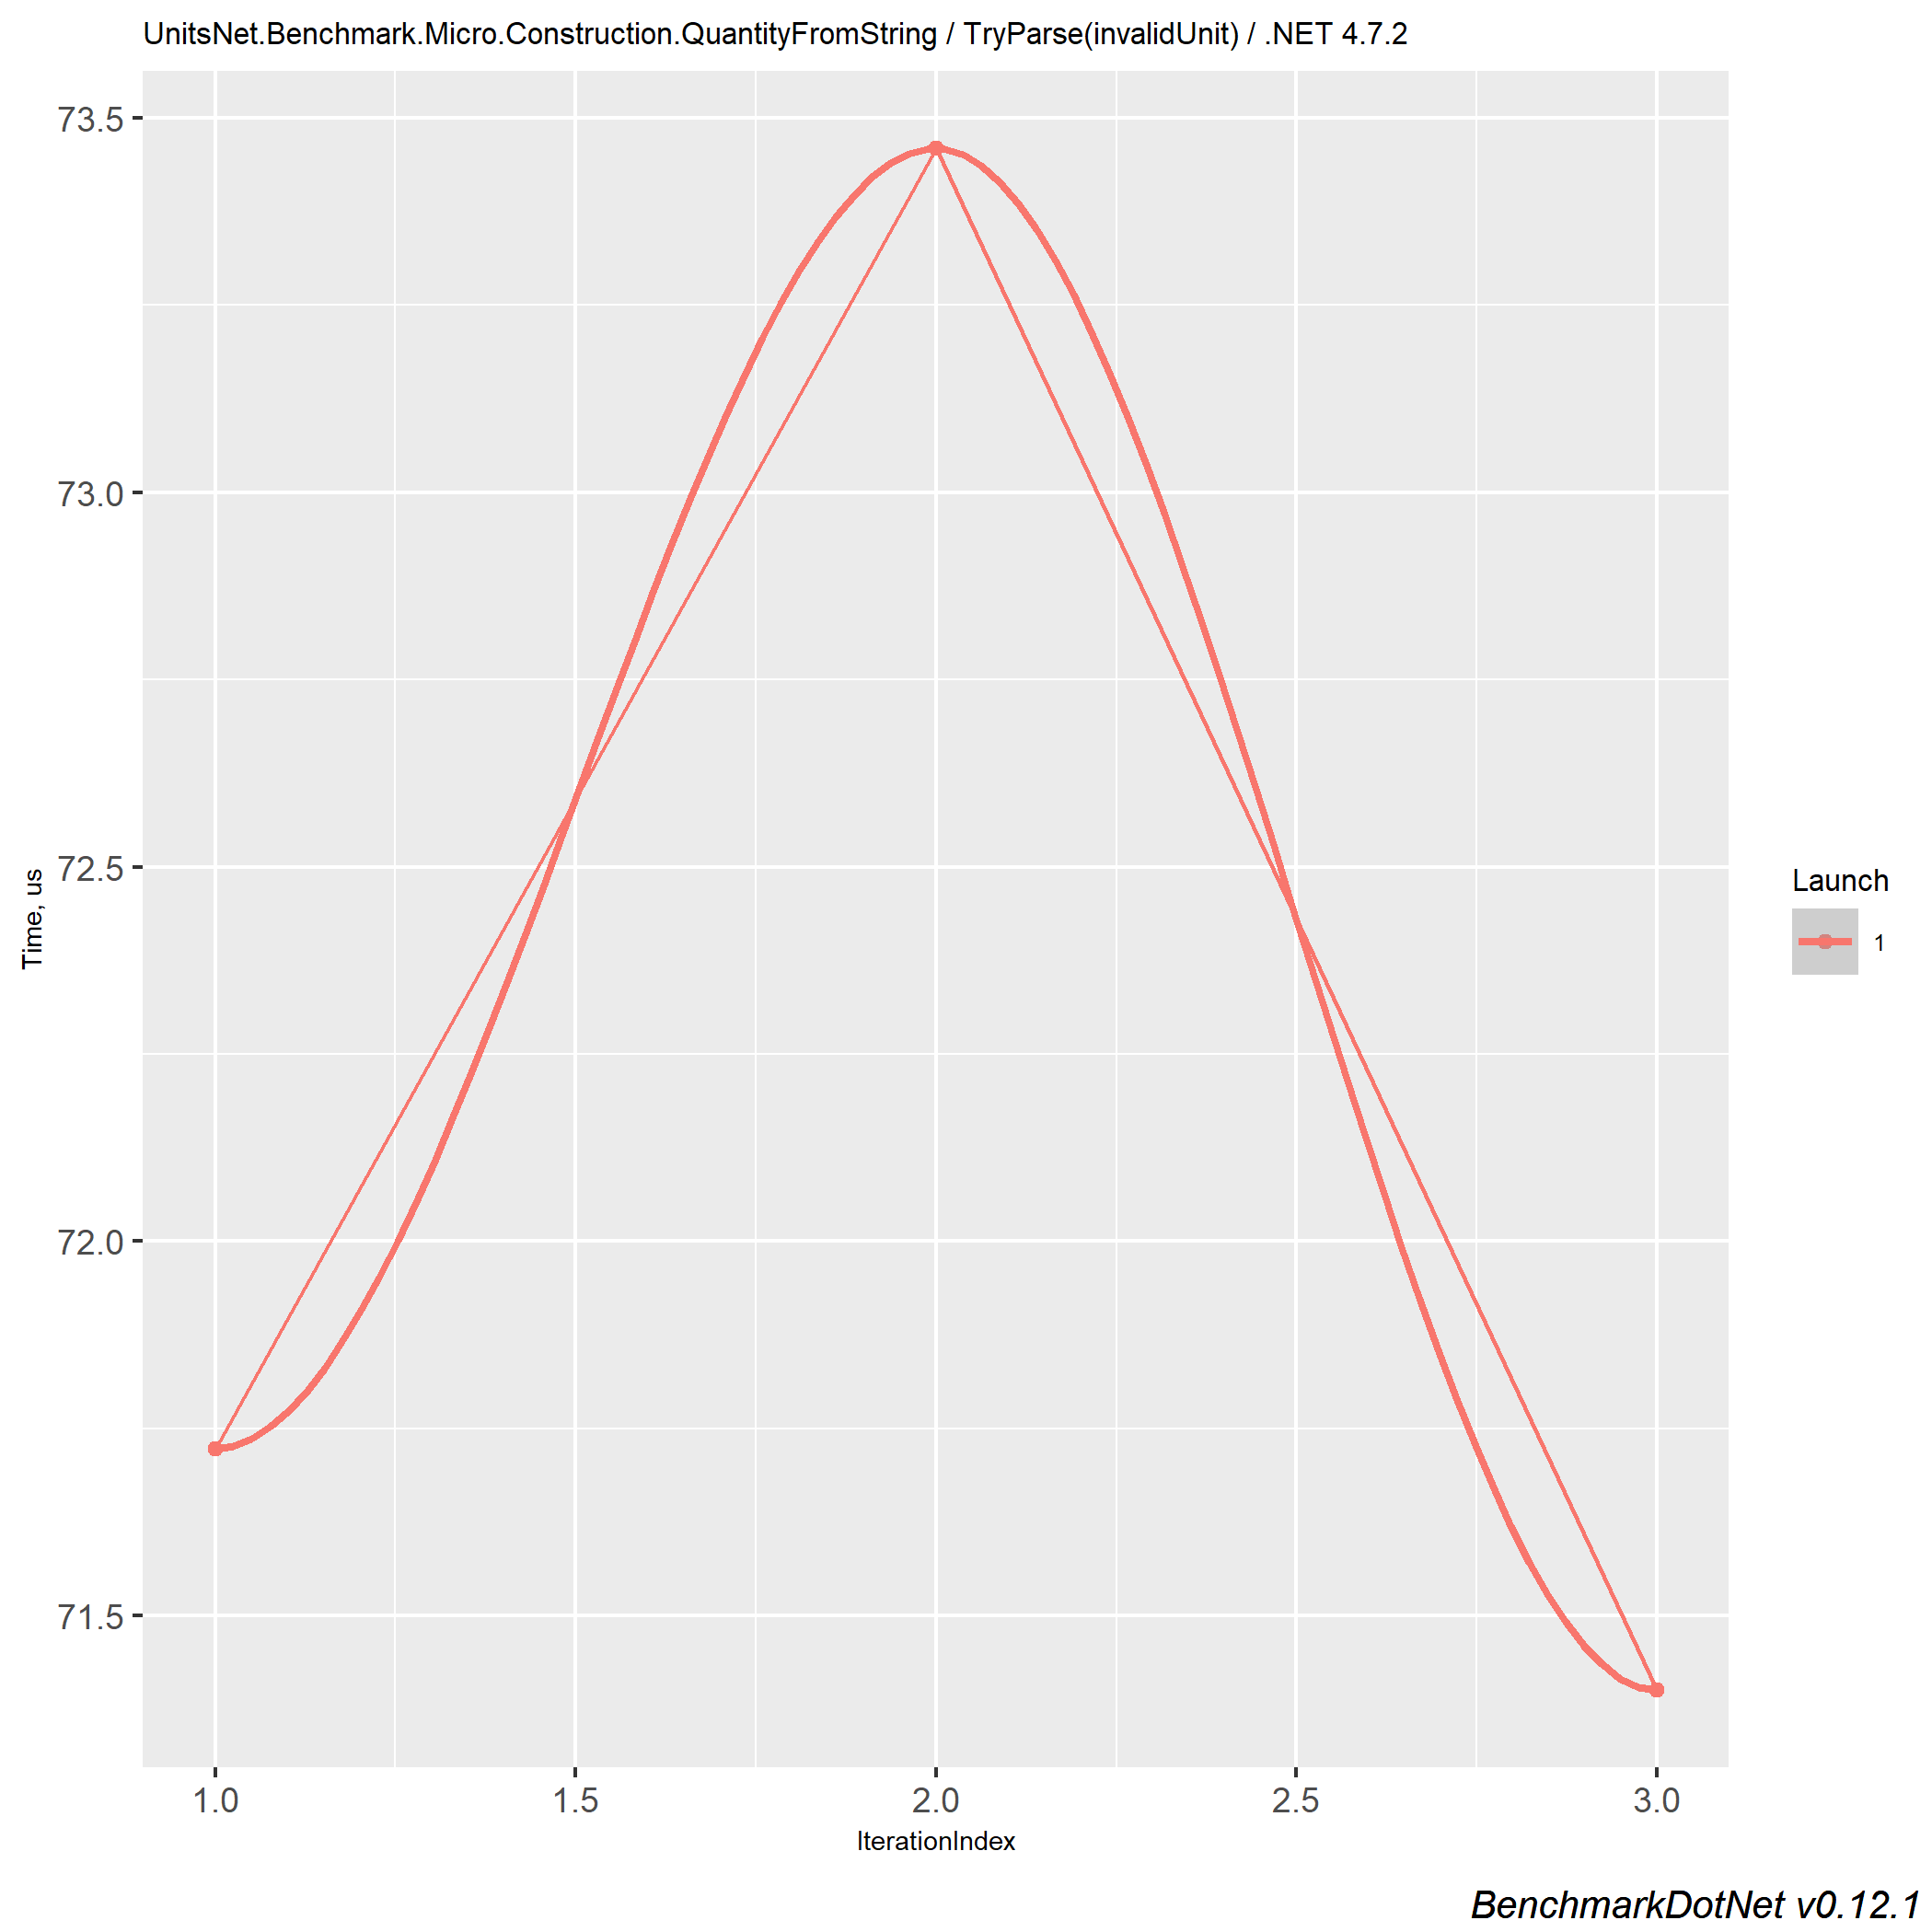 UnitsNet.Benchmark.Micro.Construction.QuantityFromString / TryParse(invalidUnit) / .NET 4.7.2
73.5
73.0
72.5
72.0
71.5
Time, us
1.0 1.5 2.0 2.5 3.0
IterationIndex
Launch
1
BenchmarkDotNet v0.12.1